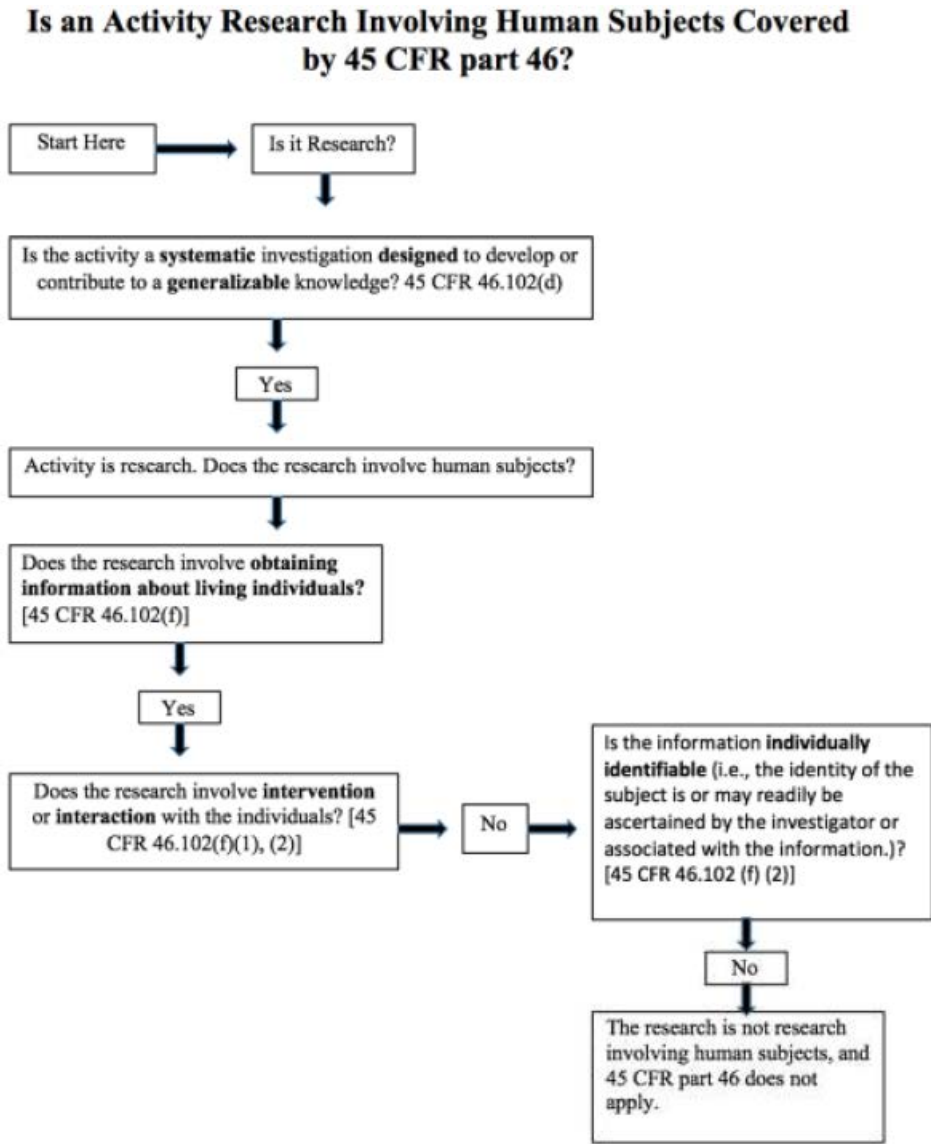 Is an Activity Research Involving Human Subjects Covered
by 45 CFR part 46?
Start Here
Is it Research?
Is the activity a systematic investigation designed to develop or
contribute to a generalizable knowledge? 45 CFR 46.102(d)
Yes
Activity is research. Does the research involve human subjects?
Does the research involve obtaining
information about living individuals?
[45 CFR 46.102(f)]
Yes
Does the research involve intervention
or interaction with the individuals? [45
CFR 46.102(f)(1), (2)]
No
Is the information individually
identifiable (i.e., the identity of the
subject is or may readily be
ascertained by the investigator or
associated with the information.)?
[45 CFR 46.102 (f) (2)]
No
The research is not research
involving human subjects, and
45 CFR part 46 does not
apply.